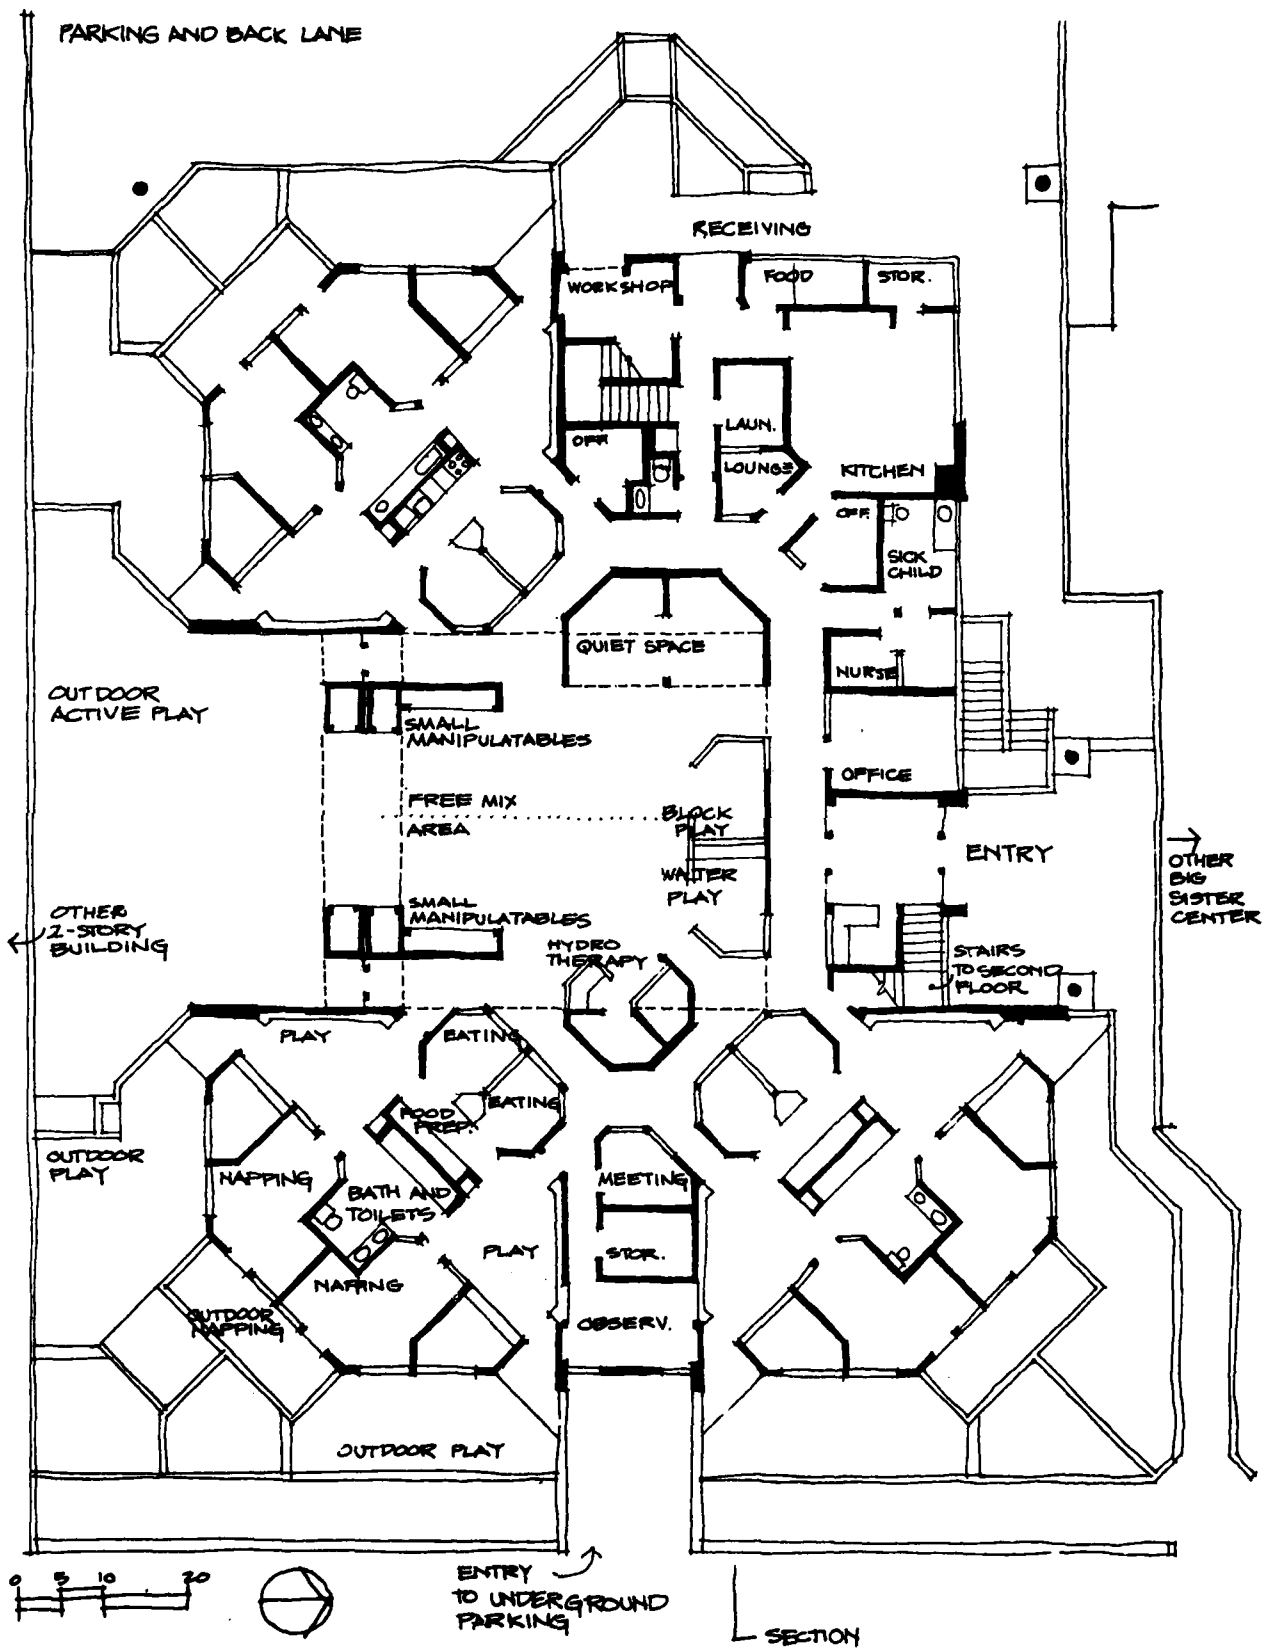 PARKING AND BACK LANE
RECEIVING
WORKSHOP
FOOD
STOR.
OFF.
LAUN.
LOUNGE
KITCHEN
OFF.
SICK
CHILD
QUIET SPACE
NURSE
OUTDOOR
ACTIVE PLAY
SMALL
MANIPULATABLES
OFFICE
FREE MIX
AREA
BLOCK
PLAY
ENTRY
OTHER
BIG
SISTER
CENTER
WATER
PLAY
OTHER
2-STORY
BUILDING
SMALL
MANIPULATABLES
HYDRO
THERAPY
STAIRS
TO SECOND
FLOOR
PLAY
EATING
EATING
FOOD
PREP.
OUTDOOR
PLAY
NAPPING
BATH AND
TOILETS
MEETING
PLAY
STOR.
NAPPING
OUTDOOR
NAPPING
OBSERV.
OUTDOOR PLAY
0 5 10 20
ENTRY
TO UNDERGROUND
PARKING
SECTION